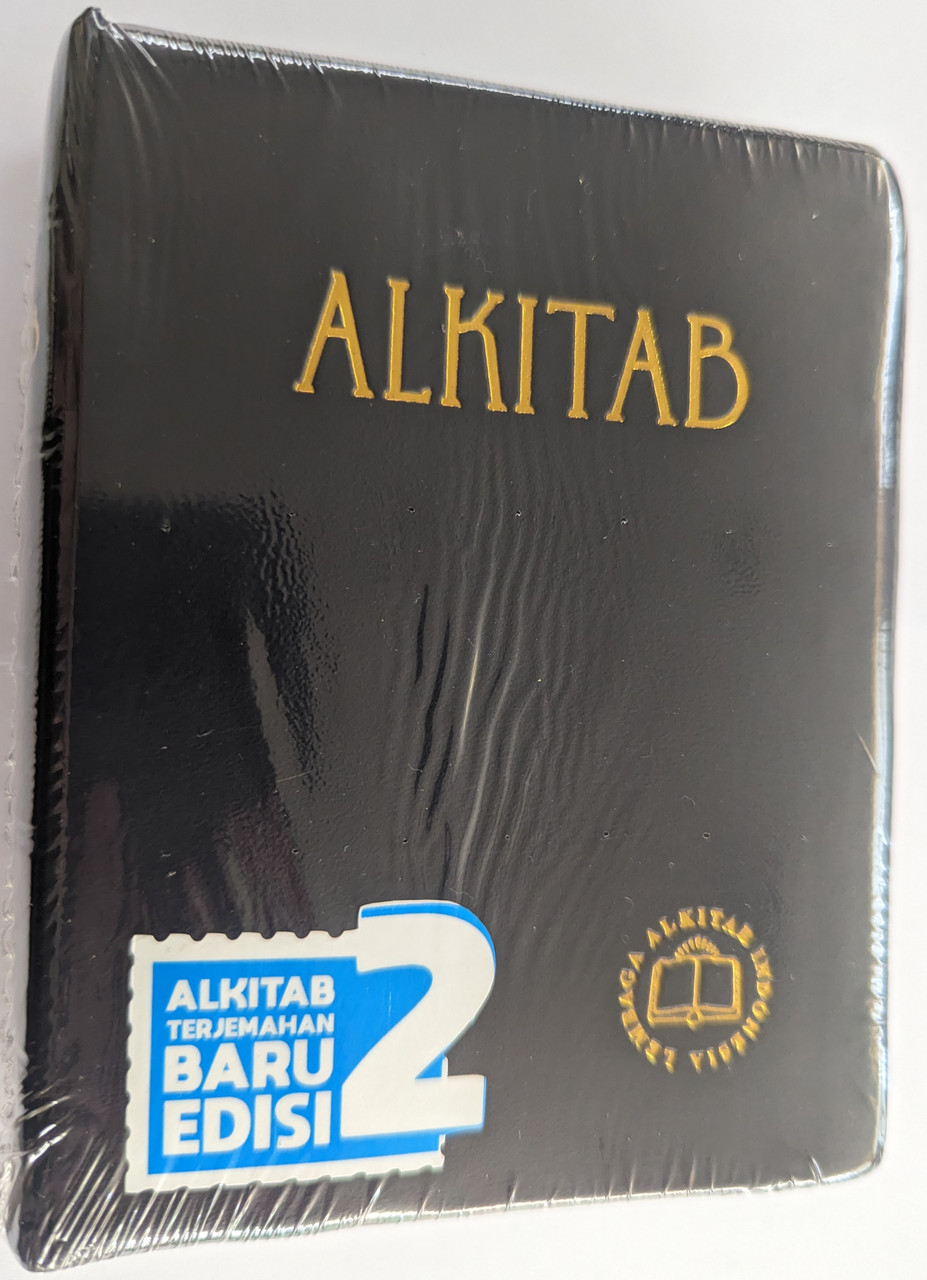 ALKITAB
ALKITAB
TERJEMAHAN
BARU
EDISI
2
LEMBAGA ALKITAB INDONESIA